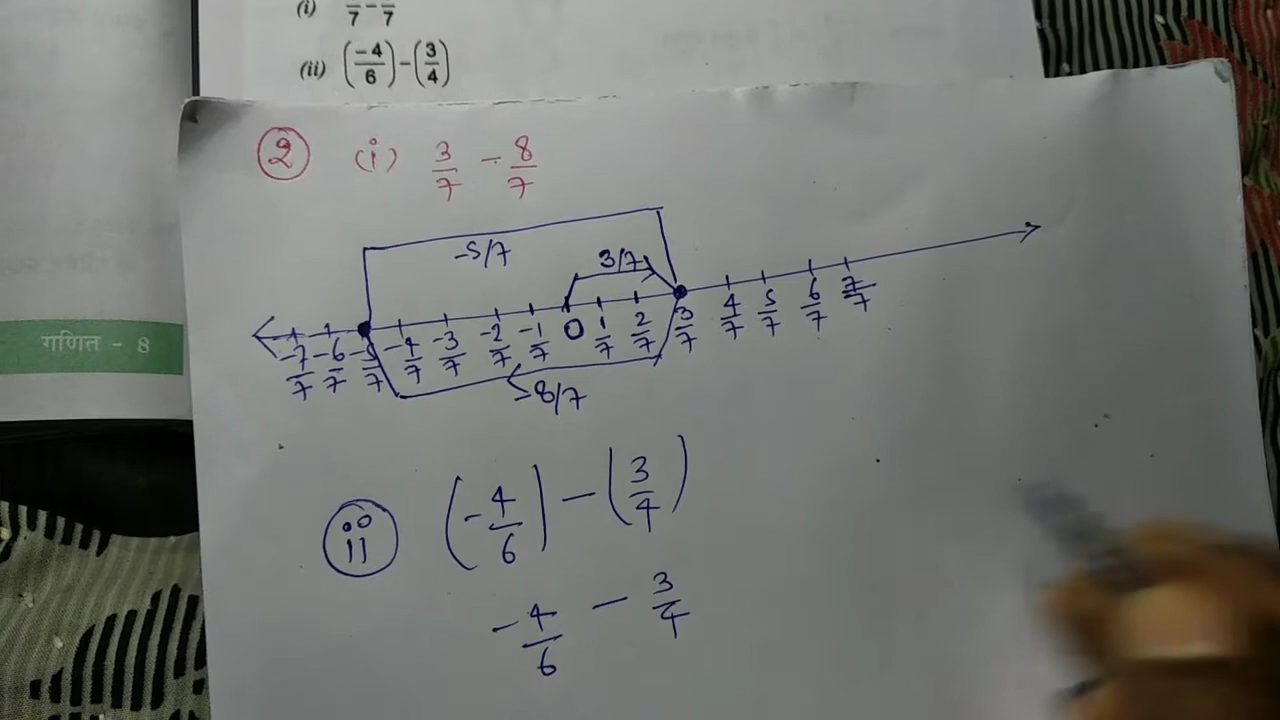 (i) 7 - 7
(ii) (-4/6) - (3/4)
गणित - 8
2 (i) 3/7 - 8/7
-5/7 3/7
-7/7 -6/7 -5/7 -4/7 -3/7 -2/7 -1/7 0 1/7 2/7 3/7 4/7 5/7 6/7 7/7
-8/7
ii (-4/6) - (3/4)
-4/6 - 3/4